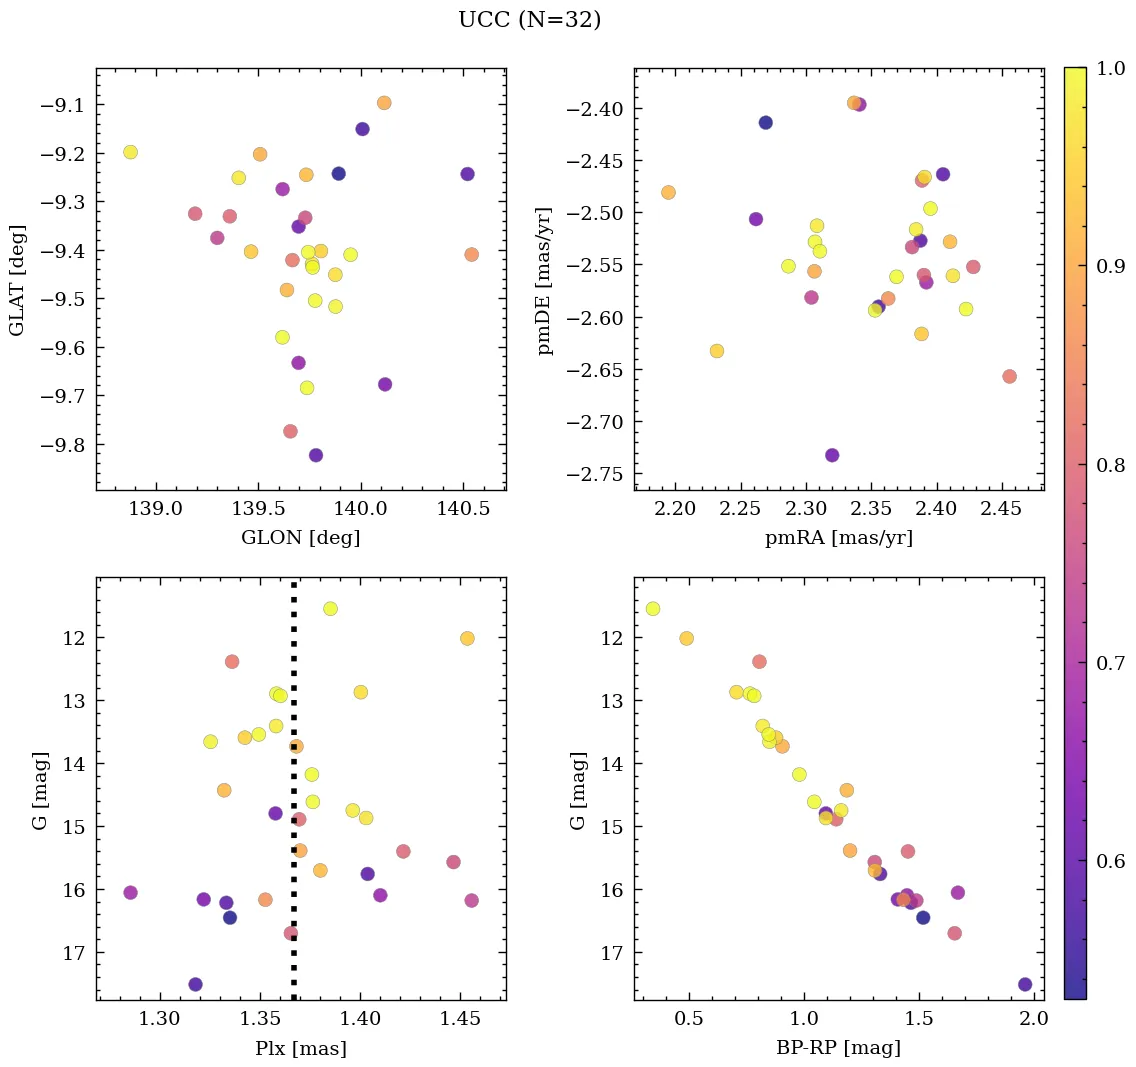 UCC (N=32)
−9.1
−9.2
−9.3
−9.4
−9.5
−9.6
−9.7
−9.8
GLAT [deg]
139.0 139.5 140.0 140.5
GLON [deg]
−2.40
−2.45
−2.50
−2.55
−2.60
−2.65
−2.70
−2.75
pmDE [mas/yr]
2.20 2.25 2.30 2.35 2.40 2.45
pmRA [mas/yr]
12
13
14
15
16
17
G [mag]
1.30 1.35 1.40 1.45
Plx [mas]
12
13
14
15
16
17
G [mag]
0.5 1.0 1.5 2.0
BP-RP [mag]
1.0
0.9
0.8
0.7
0.6